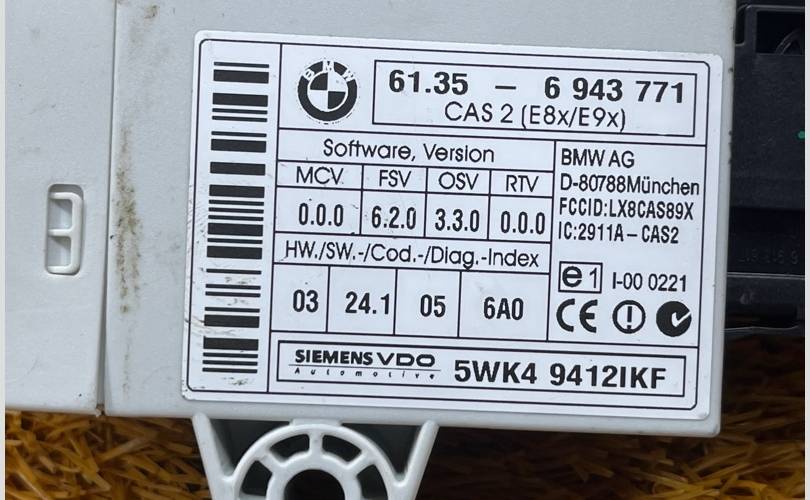 BMW
61.35 – 6 943 771
CAS 2 (E8x/E9x)
Software, Version
MCV FSV OSV RTV
0.0.0 6.2.0 3.3.0 0.0.0
HW./SW.-/Cod.-/Diag.-Index
03 24.1 05 6A0
BMW AG
D-80788München
FCCID:LX8CAS89X
IC:2911A–CAS2
e1 I-00 0221
CE
SIEMENS VDO
Automotive
5WK4 9412IKF